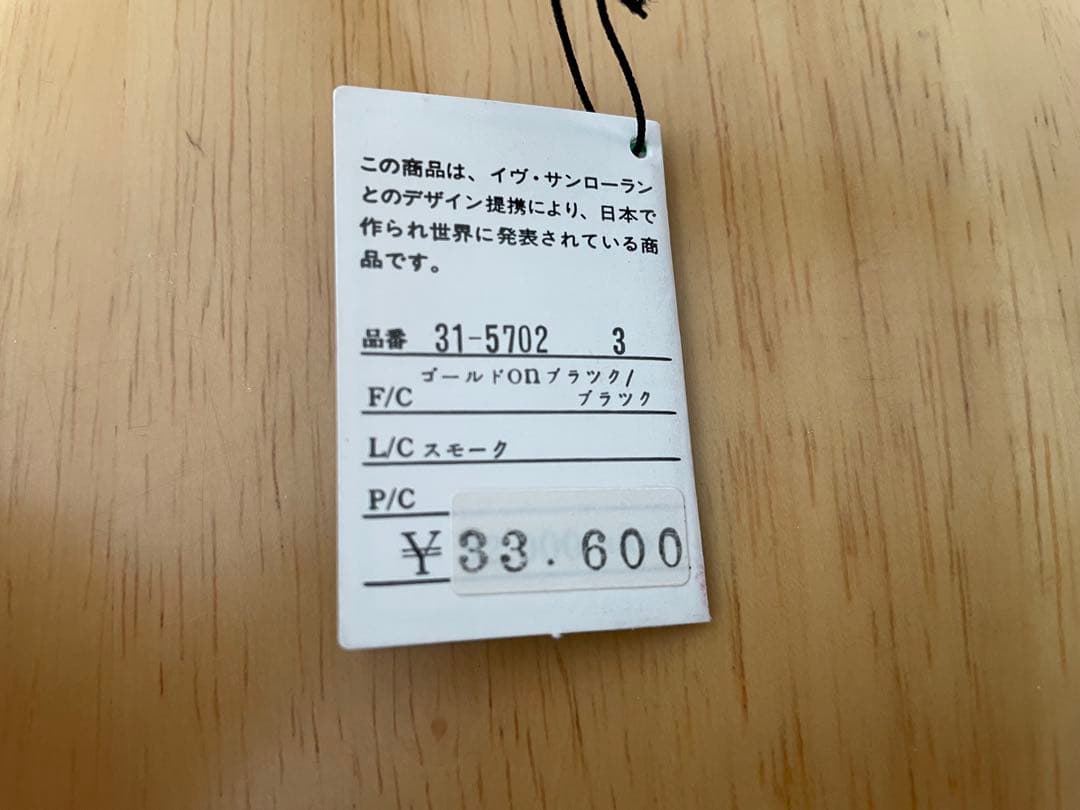 この商品は、イヴ・サンローラン
とのデザイン提携により、日本で
作られ世界に発表されている商
品です。
品番 31-5702 3
ゴールドonブラツク/
F/C ブラツク
L/C スモーク
P/C
¥33.600